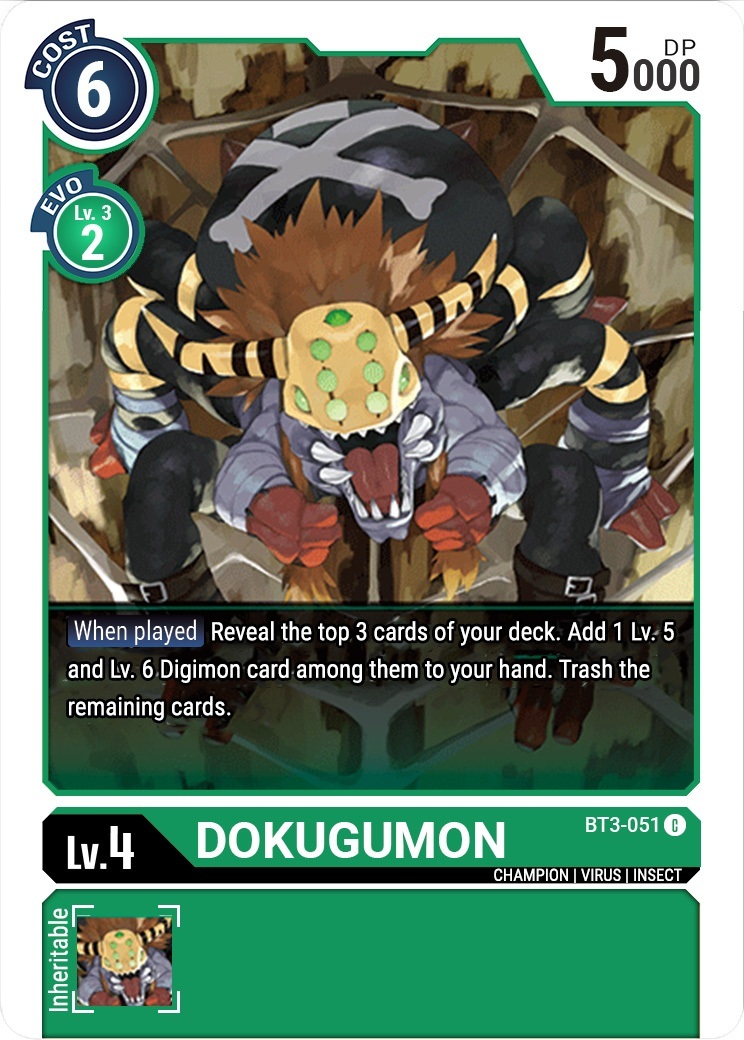 COST
6
5000
DP
EVO
Lv. 3
2
When played Reveal the top 3 cards of your deck. Add 1 Lv. 5
and Lv. 6 Digimon card among them to your hand. Trash the
remaining cards.
Lv.4
DOKUGUMON
BT3-051 C
CHAMPION | VIRUS | INSECT
Inheritable